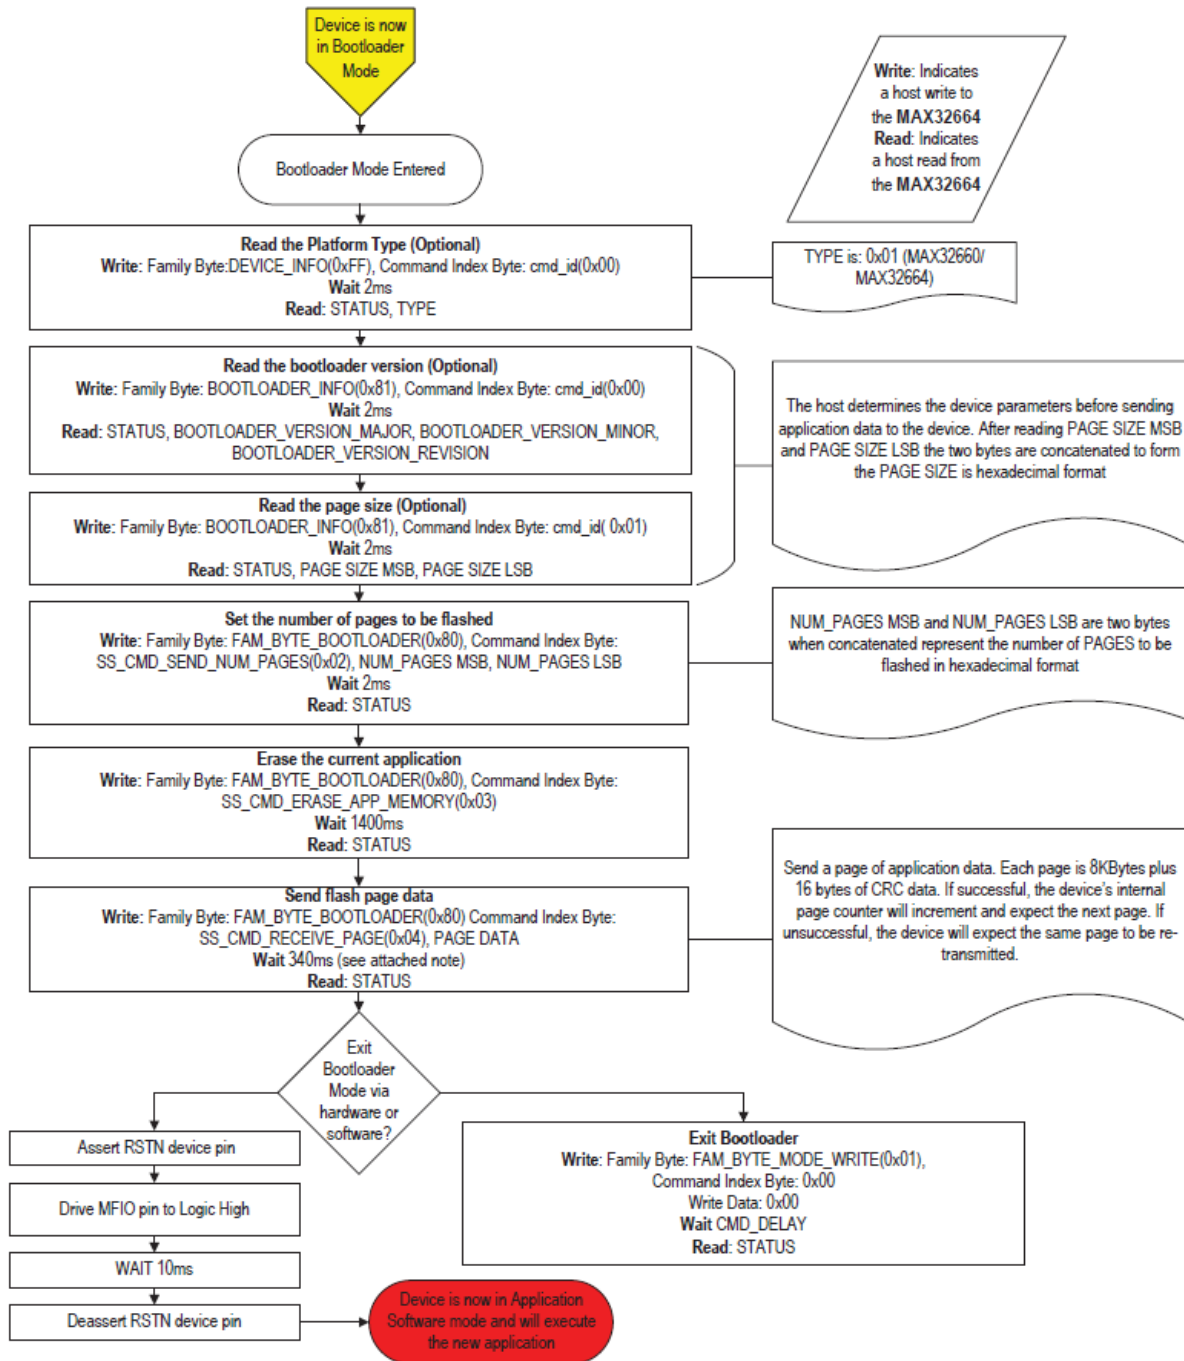 Device is now
in Bootloader
Mode
Write: Indicates
a host write to
the MAX32664
Read: Indicates
a host read from
the MAX32664
Bootloader Mode Entered
Read the Platform Type (Optional)
Write: Family Byte:DEVICE_INFO(0xFF), Command Index Byte: cmd_id(0x00)
Wait 2ms
Read: STATUS, TYPE
TYPE is: 0x01 (MAX32660/
MAX32664)
Read the bootloader version (Optional)
Write: Family Byte: BOOTLOADER_INFO(0x81), Command Index Byte: cmd_id(0x00)
Wait 2ms
Read: STATUS, BOOTLOADER_VERSION_MAJOR, BOOTLOADER_VERSION_MINOR,
BOOTLOADER_VERSION_REVISION
The host determines the device parameters before sending
application data to the device. After reading PAGE SIZE MSB
and PAGE SIZE LSB the two bytes are concatenated to form
the PAGE SIZE is hexadecimal format
Read the page size (Optional)
Write: Family Byte: BOOTLOADER_INFO(0x81), Command Index Byte: cmd_id( 0x01)
Wait 2ms
Read: STATUS, PAGE SIZE MSB, PAGE SIZE LSB
Set the number of pages to be flashed
Write: Family Byte: FAM_BYTE_BOOTLOADER(0x80), Command Index Byte:
SS_CMD_SEND_NUM_PAGES(0x02), NUM_PAGES MSB, NUM_PAGES LSB
Wait 2ms
Read: STATUS
NUM_PAGES MSB and NUM_PAGES LSB are two bytes
when concatenated represent the number of PAGES to be
flashed in hexadecimal format
Erase the current application
Write: Family Byte: FAM_BYTE_BOOTLOADER(0x80), Command Index Byte:
SS_CMD_ERASE_APP_MEMORY(0x03)
Wait 1400ms
Read: STATUS
Send flash page data
Write: Family Byte: FAM_BYTE_BOOTLOADER(0x80) Command Index Byte:
SS_CMD_RECEIVE_PAGE(0x04), PAGE DATA
Wait 340ms (see attached note)
Read: STATUS
Send a page of application data. Each page is 8KBytes plus
16 bytes of CRC data. If successful, the device's internal
page counter will increment and expect the next page. If
unsuccessful, the device will expect the same page to be re-
transmitted.
Exit
Bootloader
Mode via
hardware or
software?
Assert RSTN device pin
Drive MFIO pin to Logic High
WAIT 10ms
Deassert RSTN device pin
Exit Bootloader
Write: Family Byte: FAM_BYTE_MODE_WRITE(0x01),
Command Index Byte: 0x00
Write Data: 0x00
Wait CMD_DELAY
Read: STATUS
Device is now in Application
Software mode and will execute
the new application